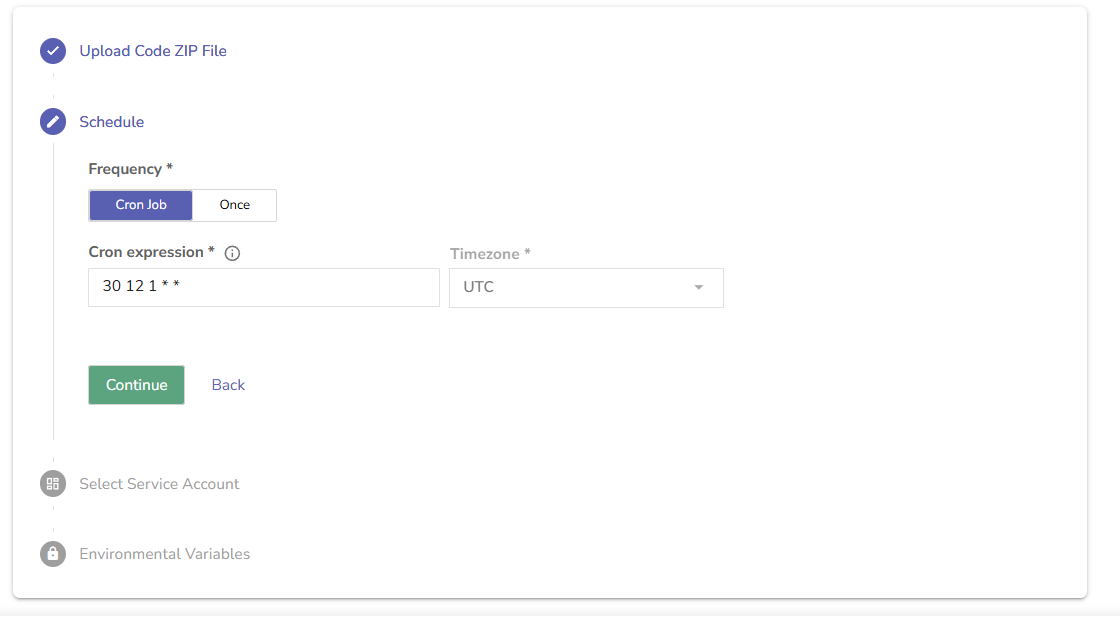 Upload Code ZIP File
Schedule
Frequency *
Cron Job Once
Cron expression * Timezone *
30 12 1 * * UTC
Continue Back
Select Service Account
Environmental Variables